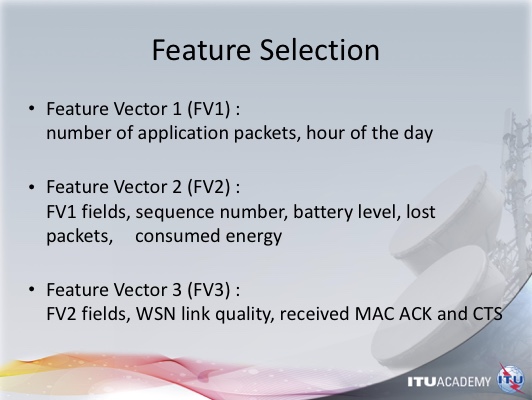 Feature Selection
• Feature Vector 1 (FV1) :
number of application packets, hour of the day
• Feature Vector 2 (FV2) :
FV1 fields, sequence number, battery level, lost
packets, consumed energy
• Feature Vector 3 (FV3) :
FV2 fields, WSN link quality, received MAC ACK and CTS
ITUACADEMY ITU